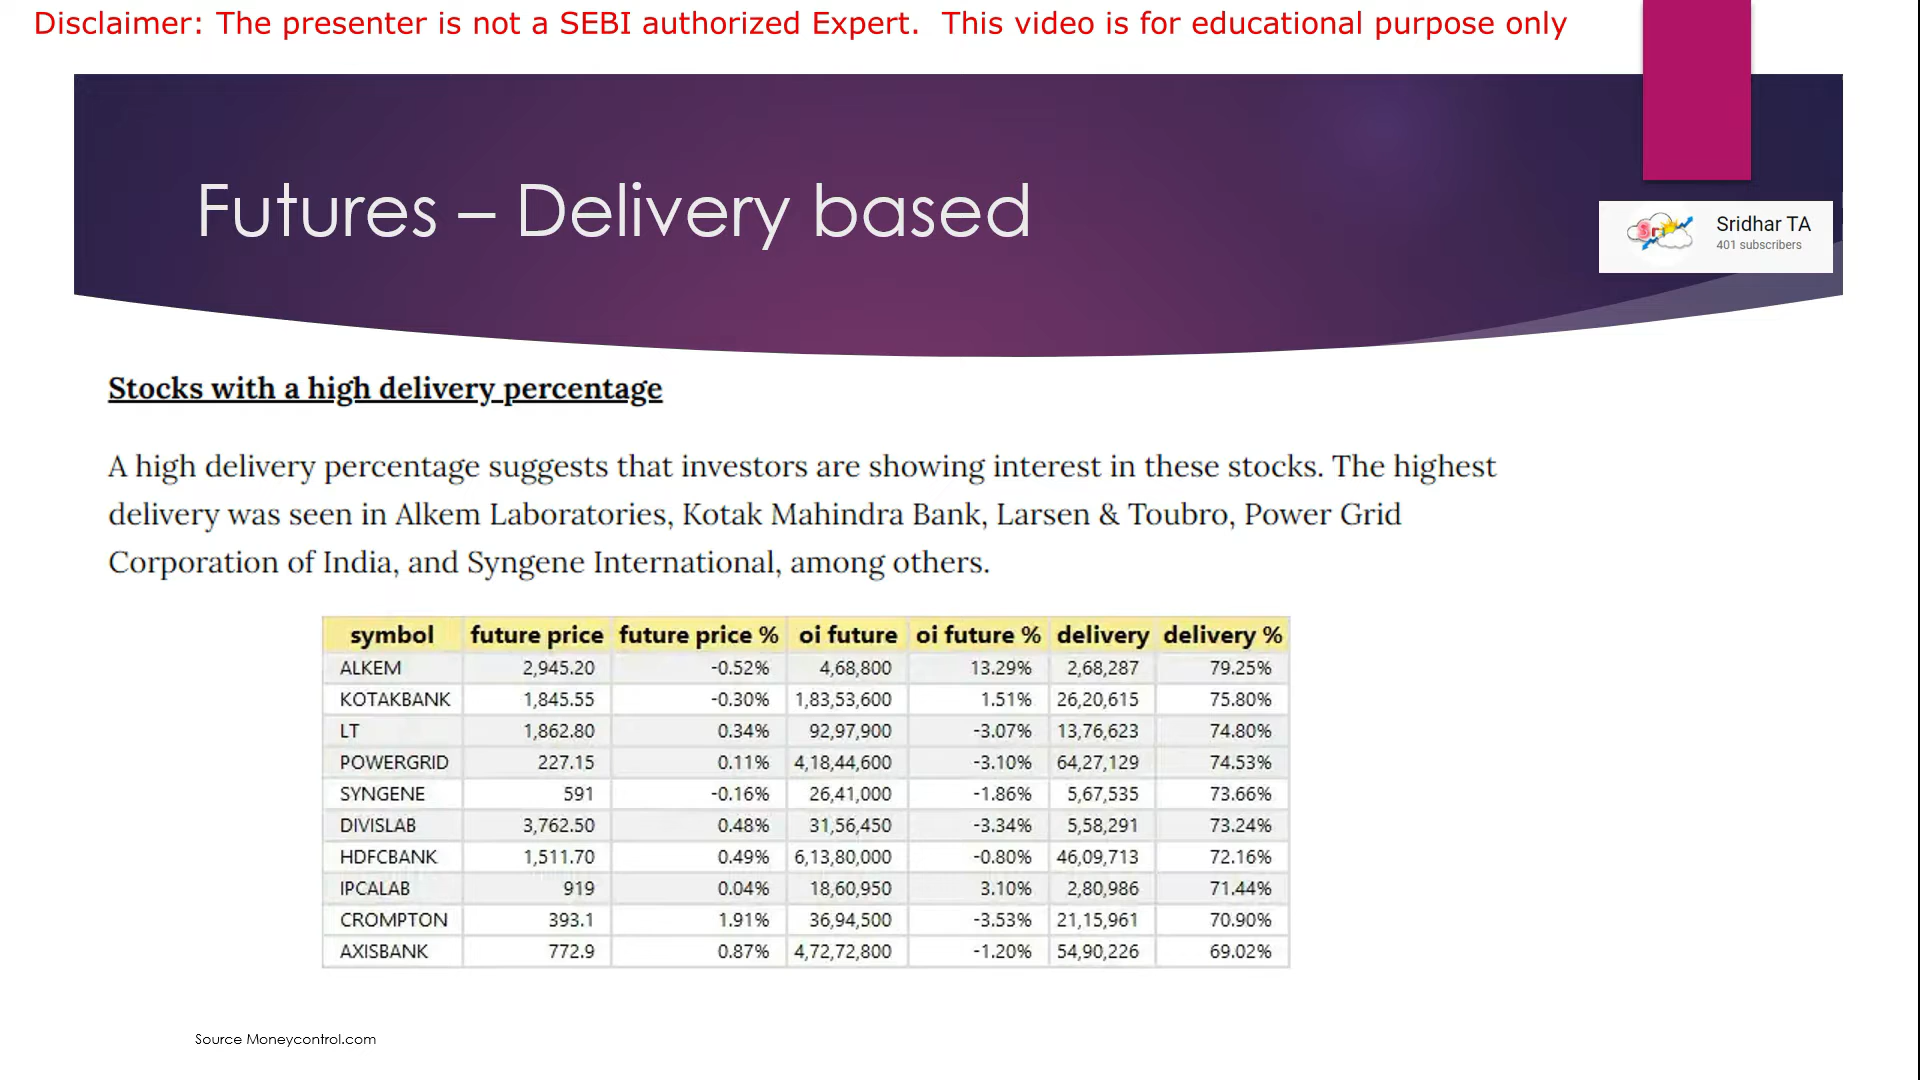 Disclaimer: The presenter is not a SEBI authorized Expert.  This video is for educational purpose only
Futures – Delivery based
Sri
Sridhar TA
401 subscribers
Stocks with a high delivery percentage
A high delivery percentage suggests that investors are showing interest in these stocks. The highest
delivery was seen in Alkem Laboratories, Kotak Mahindra Bank, Larsen & Toubro, Power Grid
Corporation of India, and Syngene International, among others.
symbol future price future price % oi future oi future % delivery delivery %
ALKEM 2,945.20 -0.52% 4,68,800 13.29% 2,68,287 79.25%
KOTAKBANK 1,845.55 -0.30% 1,83,53,600 1.51% 26,20,615 75.80%
LT 1,862.80 0.34% 92,97,900 -3.07% 13,76,623 74.80%
POWERGRID 227.15 0.11% 4,18,44,600 -3.10% 64,27,129 74.53%
SYNGENE 591 -0.16% 26,41,000 -1.86% 5,67,535 73.66%
DIVISLAB 3,762.50 0.48% 31,56,450 -3.34% 5,58,291 73.24%
HDFCBANK 1,511.70 0.49% 6,13,80,000 -0.80% 46,09,713 72.16%
IPCALAB 919 0.04% 18,60,950 3.10% 2,80,986 71.44%
CROMPTON 393.1 1.91% 36,94,500 -3.53% 21,15,961 70.90%
AXISBANK 772.9 0.87% 4,72,72,800 -1.20% 54,90,226 69.02%
Source Moneycontrol.com